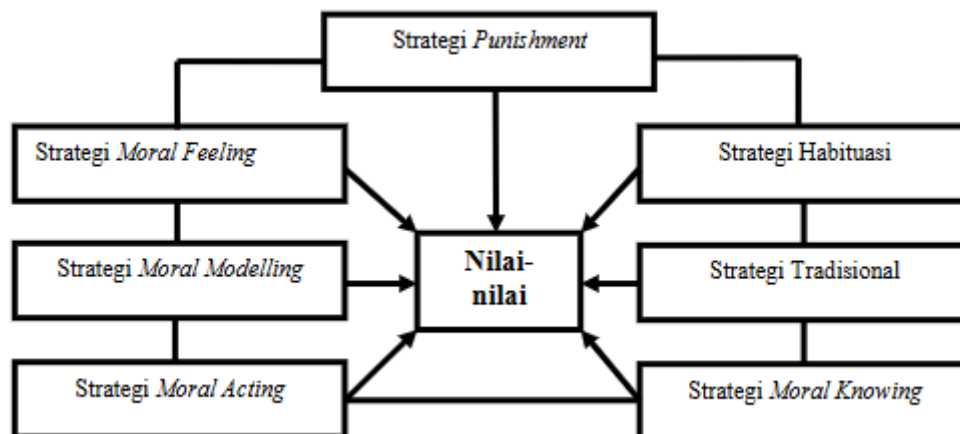 Strategi Punishment
Strategi Moral Feeling
Strategi Habituasi
Nilai-
nilai
Strategi Moral Modelling
Strategi Tradisional
Strategi Moral Acting
Strategi Moral Knowing